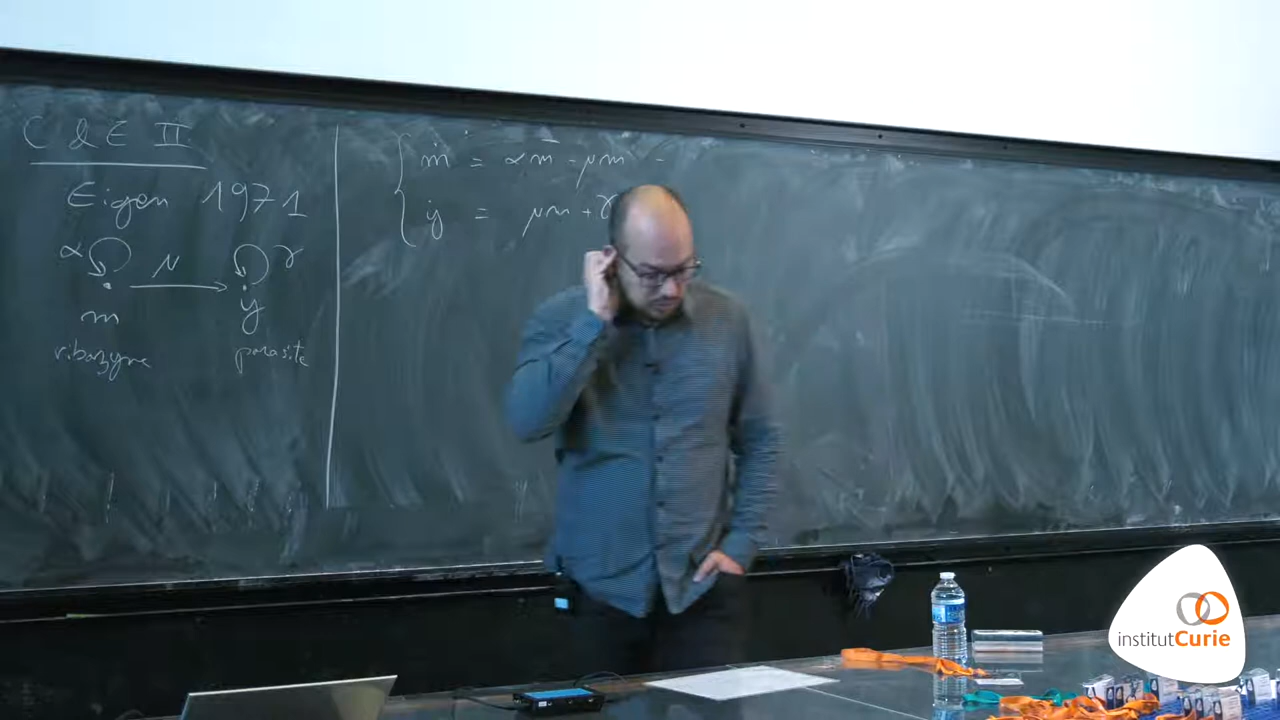 C & E II
Eigen 1971
α μ γ
m y
ribozyme parasite
ṁ = αm - μm -
ẏ = μm + γ
institutCurie